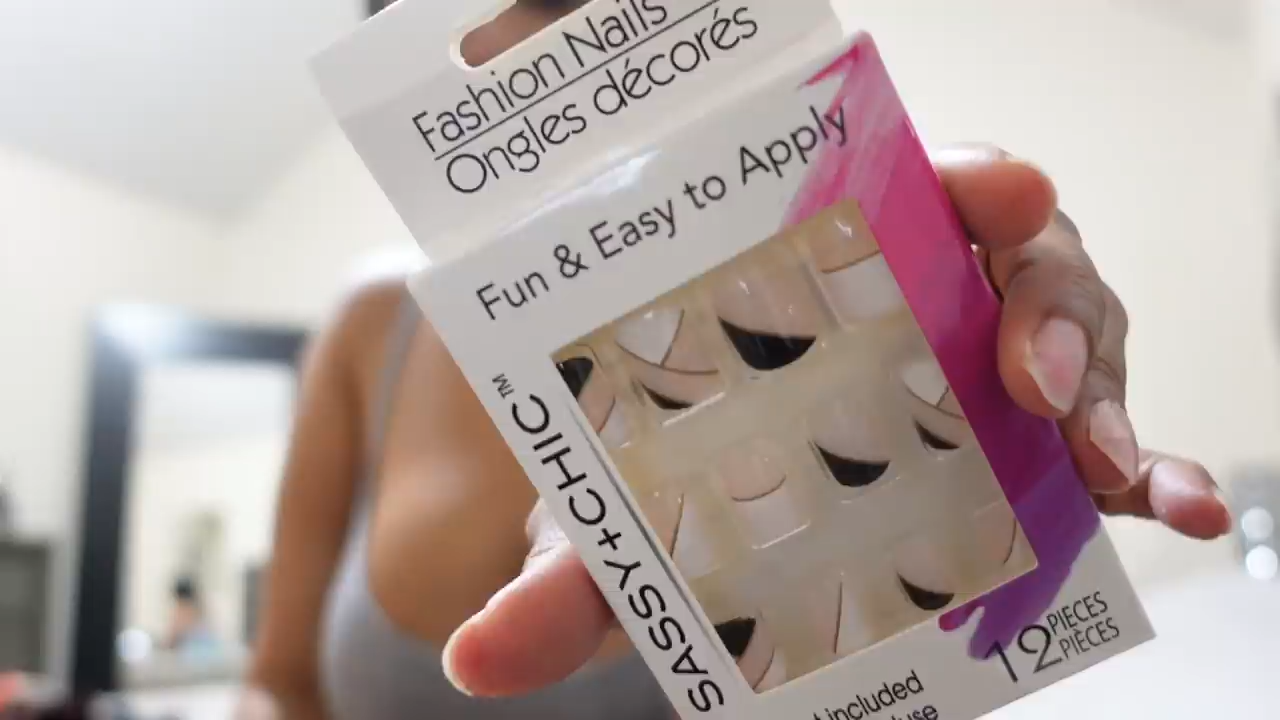 Fashion Nails
Ongles décorés
Fun & Easy to Apply
SASSY+CHIC™
12 PIECES
PIÈCES
included